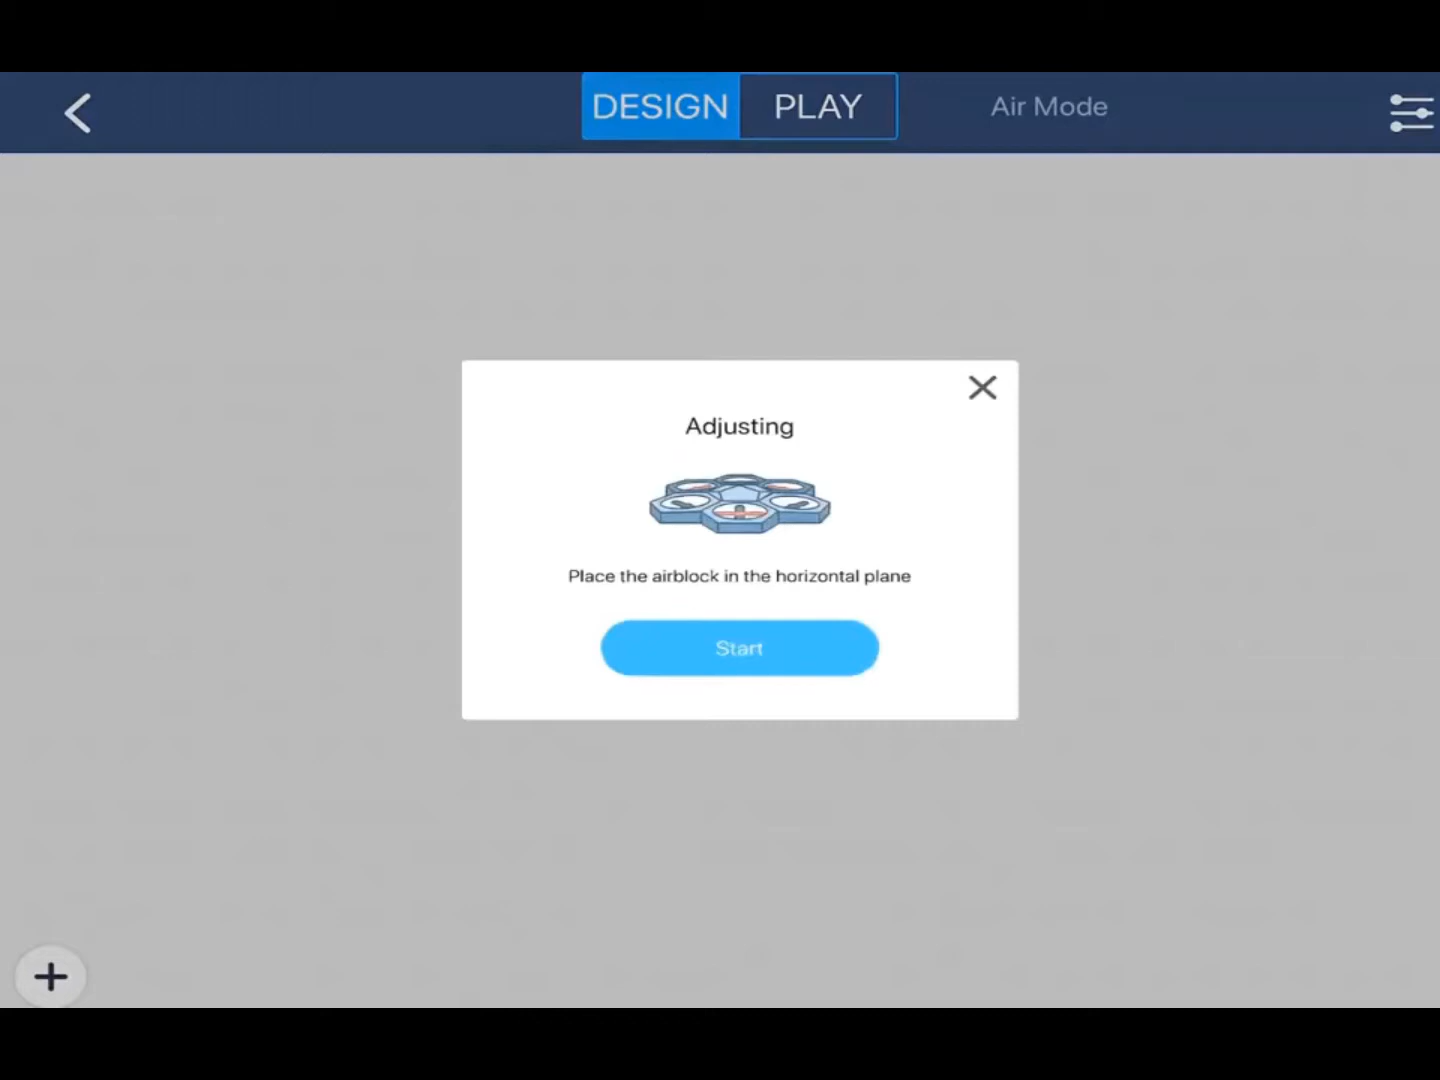 DESIGN PLAY Air Mode
Adjusting
Place the airblock in the horizontal plane
Start